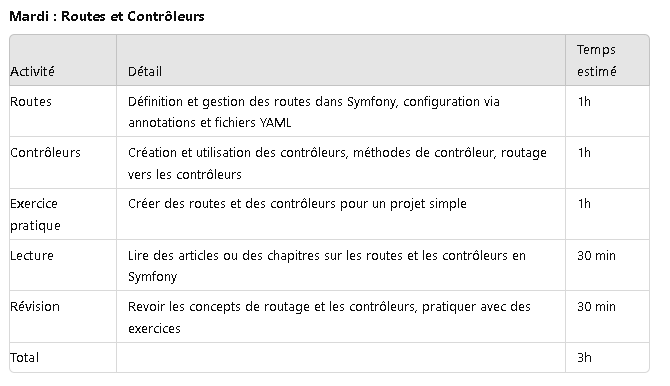 Mardi : Routes et Contrôleurs
Temps
estimé
Activité Détail
Routes Définition et gestion des routes dans Symfony, configuration via 1h
annotations et fichiers YAML
Contrôleurs Création et utilisation des contrôleurs, méthodes de contrôleur, routage 1h
vers les contrôleurs
Exercice Créer des routes et des contrôleurs pour un projet simple 1h
pratique
Lecture Lire des articles ou des chapitres sur les routes et les contrôleurs en 30 min
Symfony
Révision Revoir les concepts de routage et les contrôleurs, pratiquer avec des 30 min
exercices
Total 3h